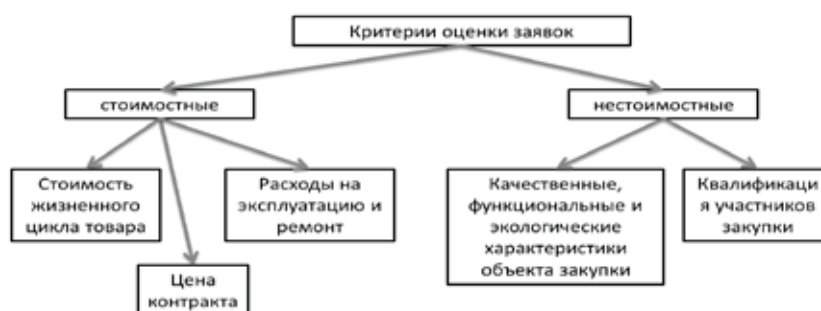 Критерии оценки заявок
стоимостные
нестоимостные
Стоимость
жизненного
цикла товара
Расходы на
эксплуатацию и
ремонт
Цена
контракта
Качественные,
функциональные и
экологические
характеристики
объекта закупки
Квалификаци
я участников
закупки